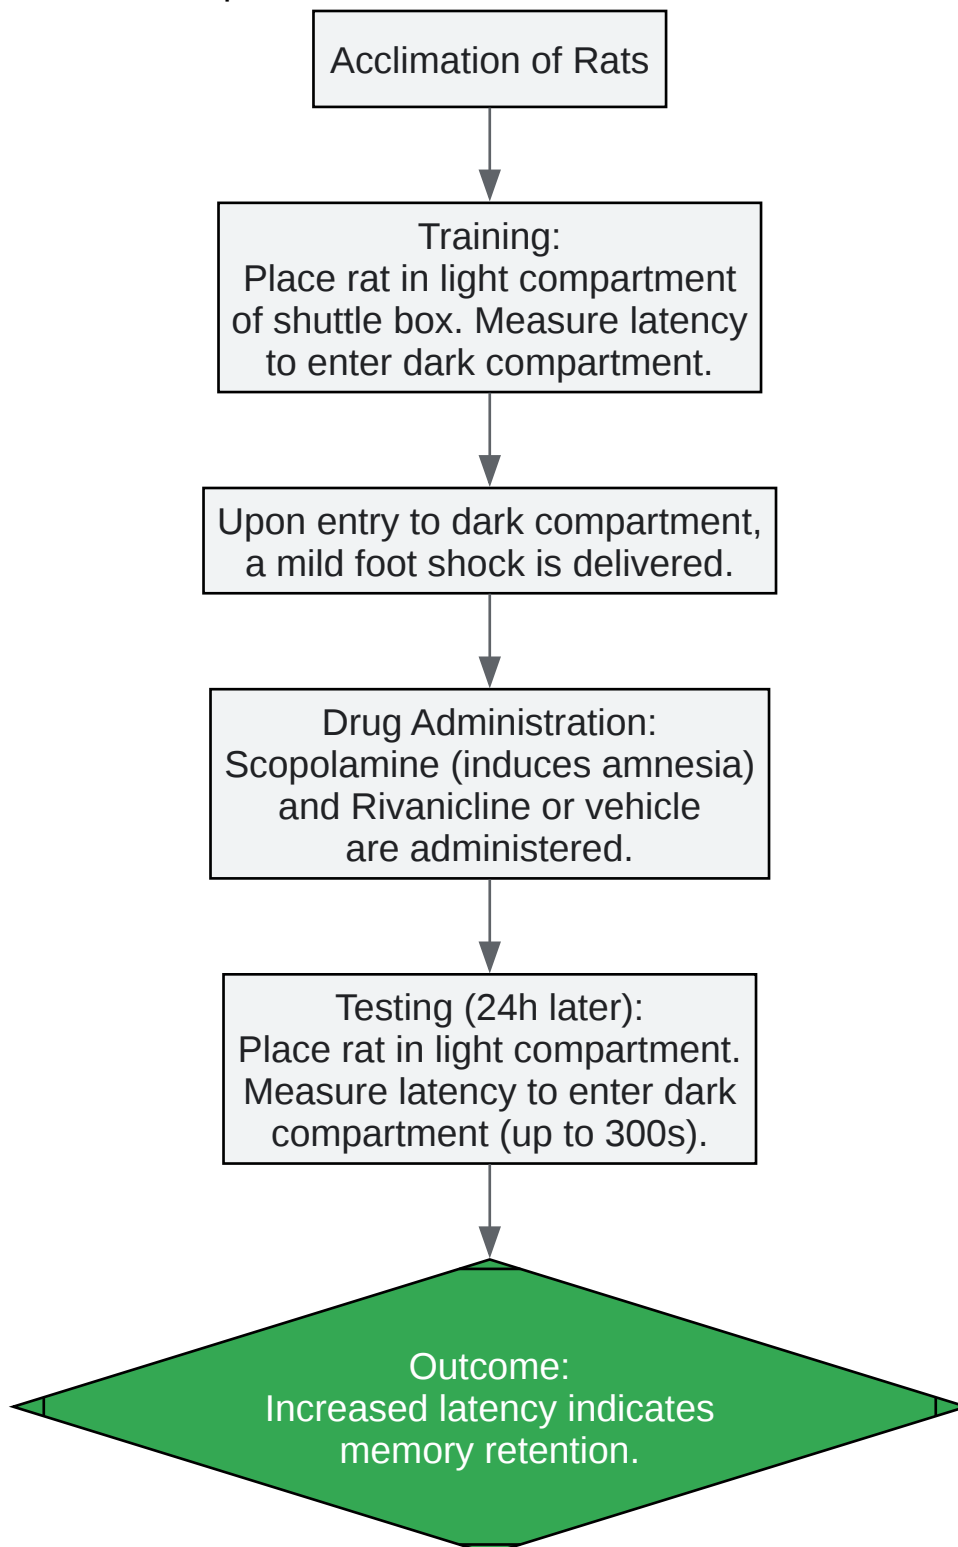 Acclimation of Rats
Training:
Place rat in light compartment
of shuttle box. Measure latency
to enter dark compartment.
Upon entry to dark compartment,
a mild foot shock is delivered.
Drug Administration:
Scopolamine (induces amnesia)
and Rivanicline or vehicle
are administered.
Testing (24h later):
Place rat in light compartment.
Measure latency to enter dark
compartment (up to 300s).
Outcome:
Increased latency indicates
memory retention.